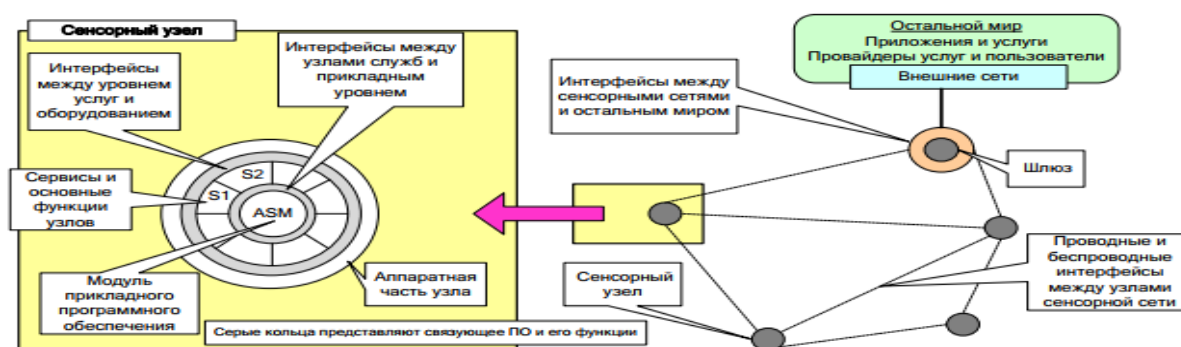 Сенсорный узел
Интерфейсы
между уровнем
услуг и
оборудованием
Интерфейсы между
узлами служб и
прикладным
уровнем
Сервисы и
основные
функции
узлов
S2
S1
ASM
Модуль
прикладного
программного
обеспечения
Аппаратная
часть узла
Серые кольца представляют связующее ПО и его функции
Остальной мир
Приложения и услуги
Провайдеры услуг и пользователи
Внешние сети
Интерфейсы между
сенсорными сетями
и остальным миром
Шлюз
Сенсорный
узел
Проводные и
беспроводные
интерфейсы
между узлами
сенсорной сети